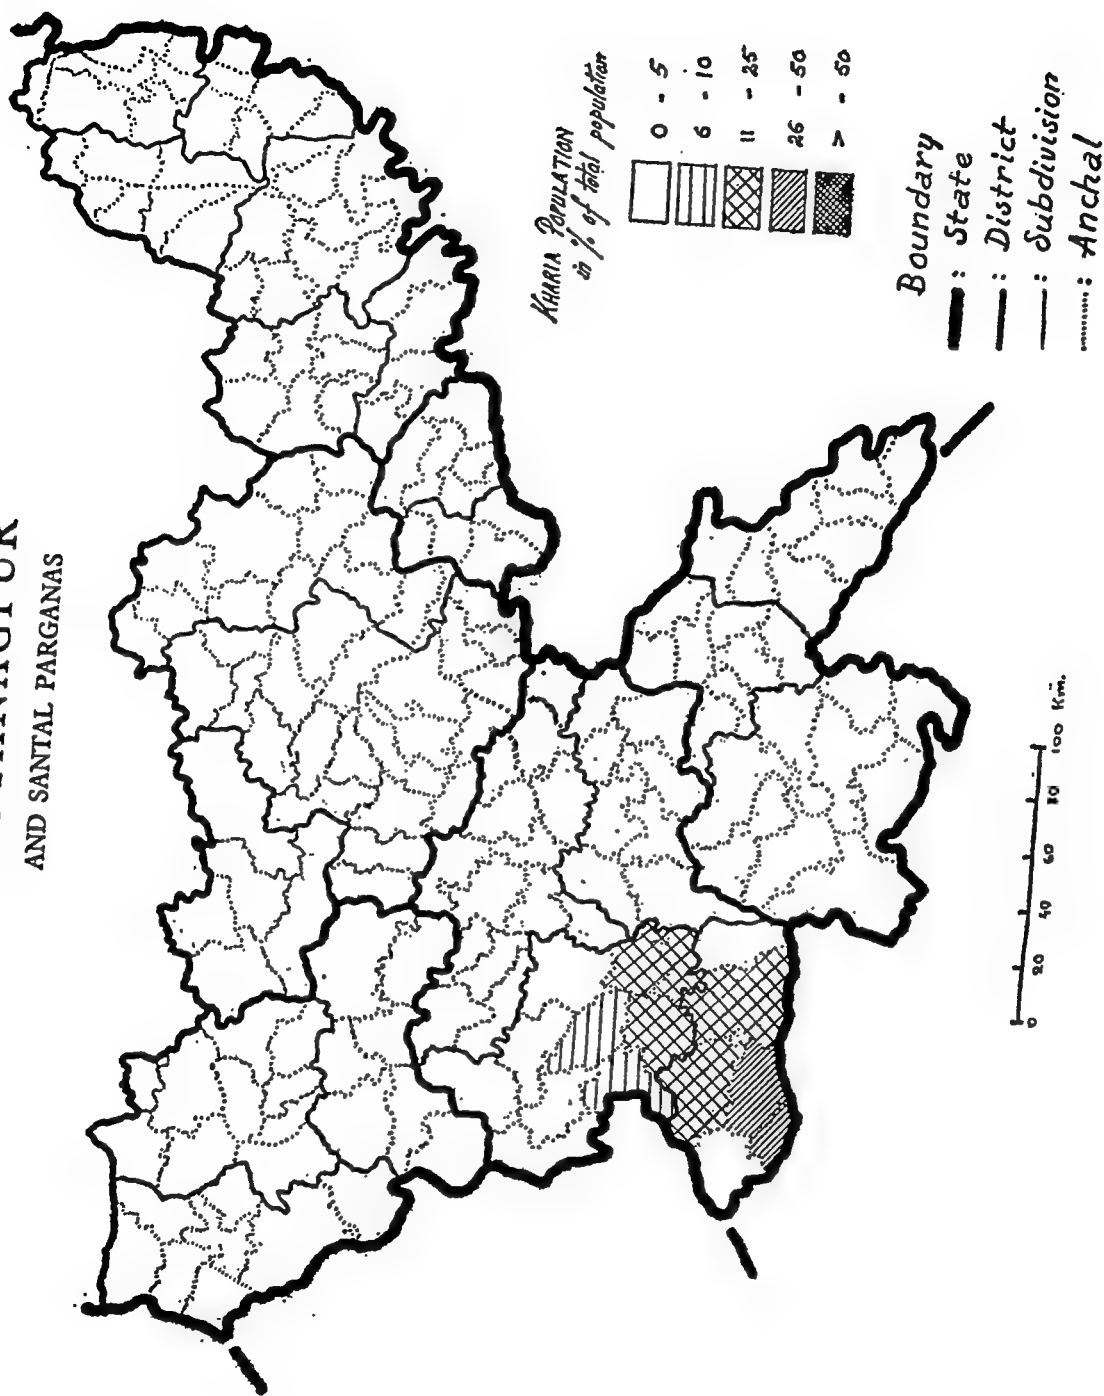 AND SANTAL PARGANAS
KHARIA POPULATION
in % of total population
0 - 5
6 - 10
11 - 25
26 - 50
> - 50
Boundary
: State
: District
: Subdivision
: Anchal
0 20 40 60 80 100 Km.